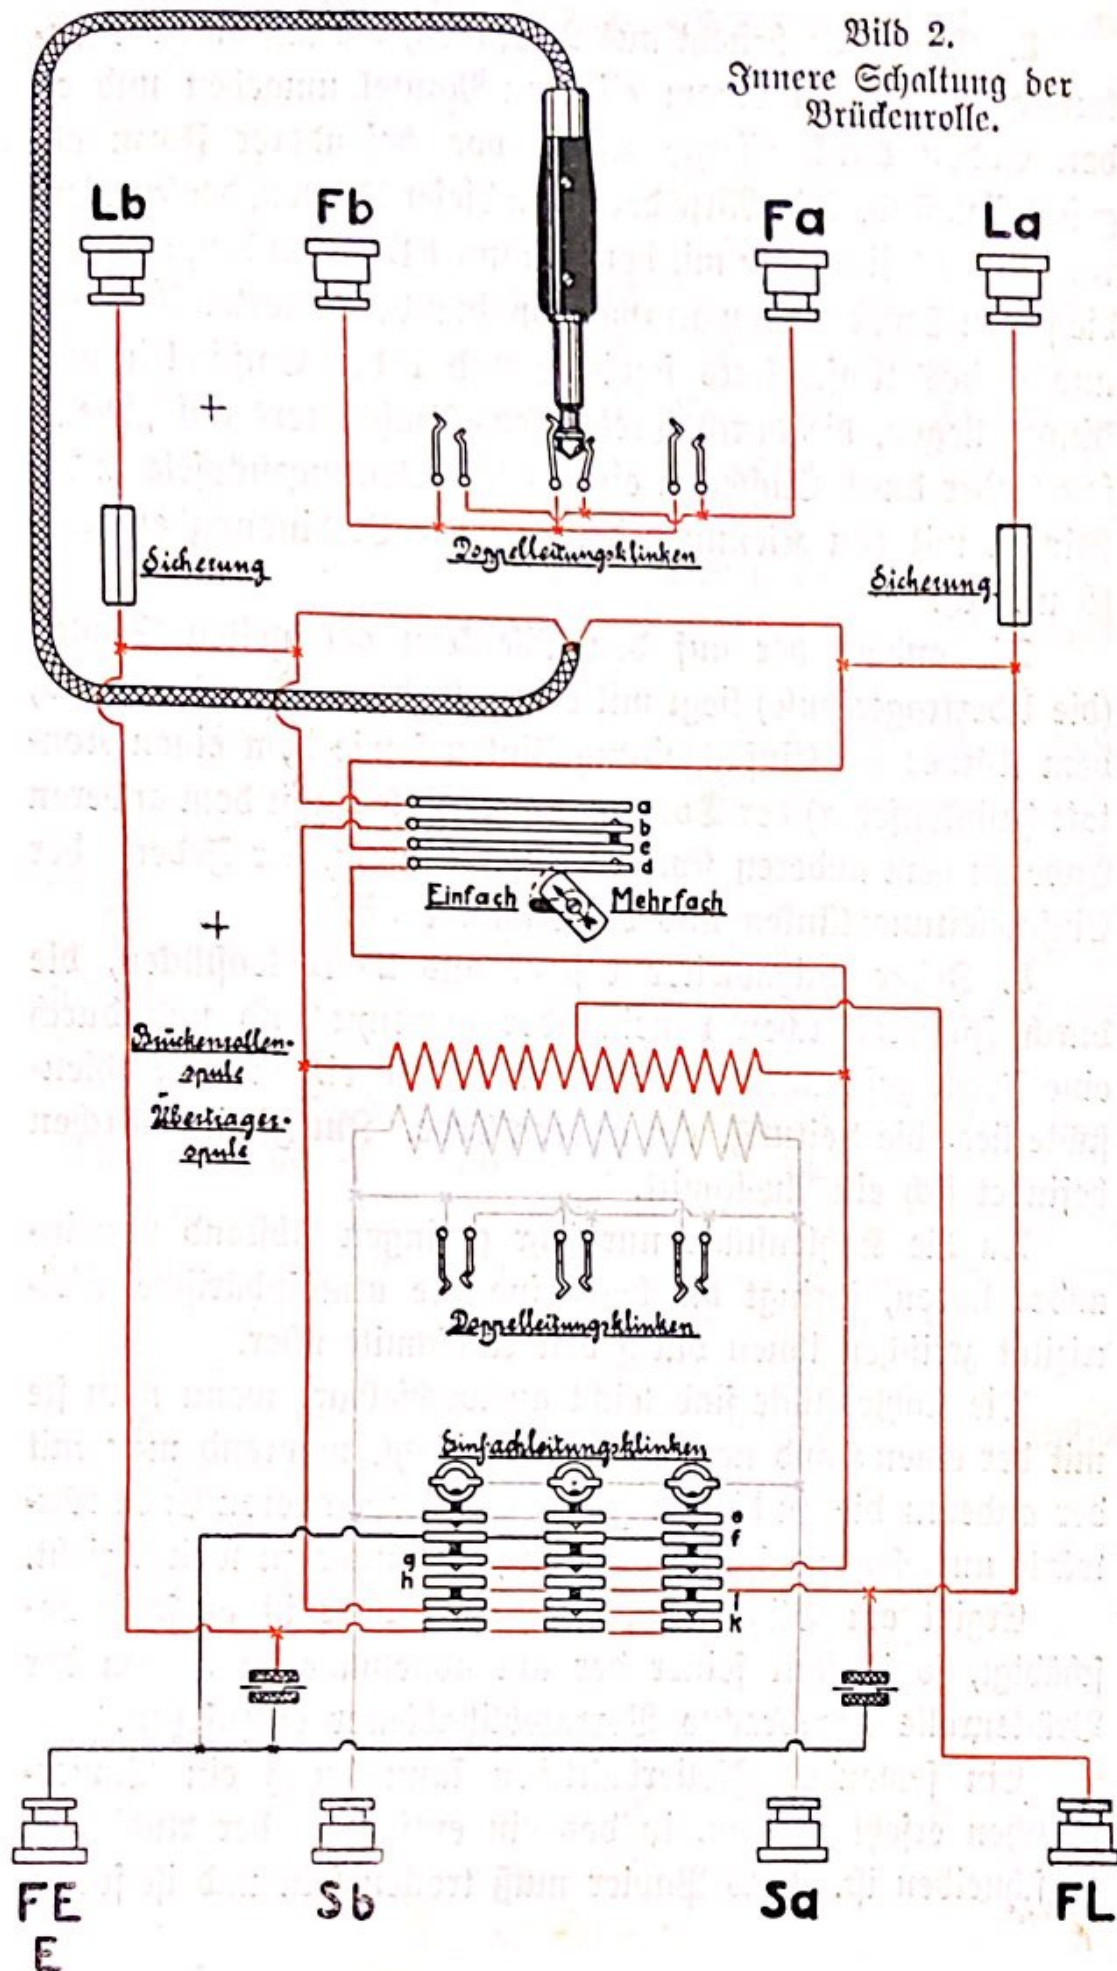 Bild 2.
Innere Schaltung der
Brückenrolle.
Lb
Fb
Fa
La
Sicherung
Doppelleitungsklinken
Sicherung
a
b
c
d
Einfach
Mehrfach
Brückenrollen-
spule
Übertrager-
spule
Doppelleitungsklinken
Einfachleitungsklinken
e
f
g
h
i
k
FE
E
Sb
Sa
FL